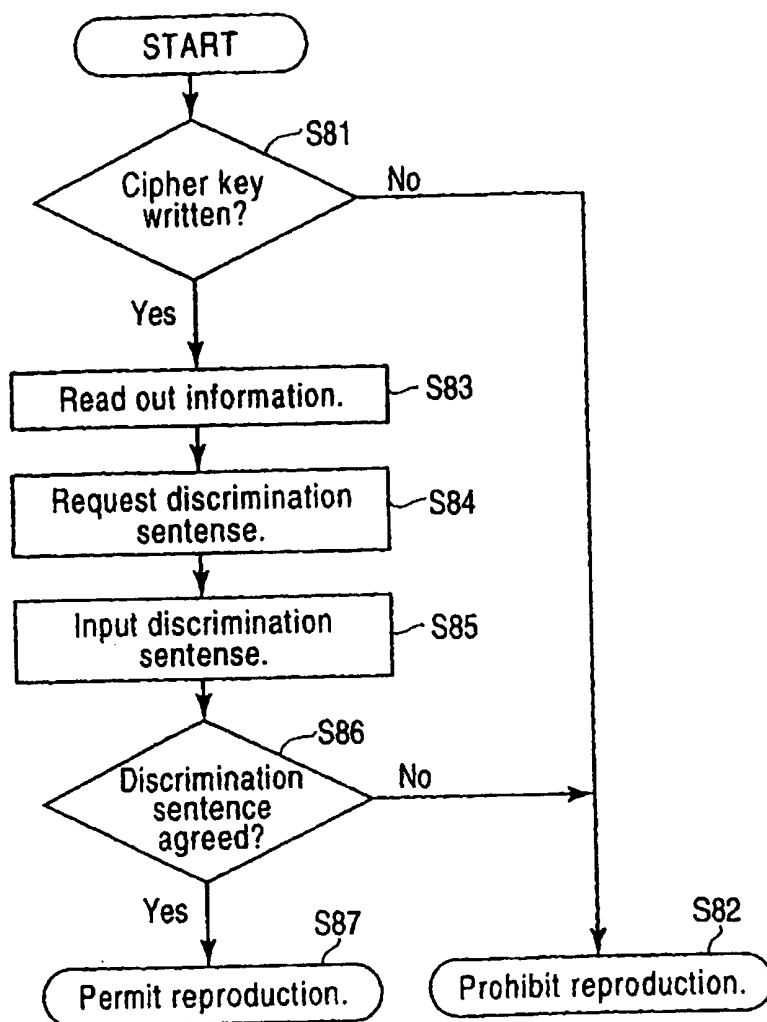 START
S81
Cipher key
written?
No
Yes
Read out information.
S83
Request discrimination
sentense.
S84
Input discrimination
sentense.
S85
S86
Discrimination
sentence
agreed?
No
Yes
S87
Permit reproduction.
S82
Prohibit reproduction.